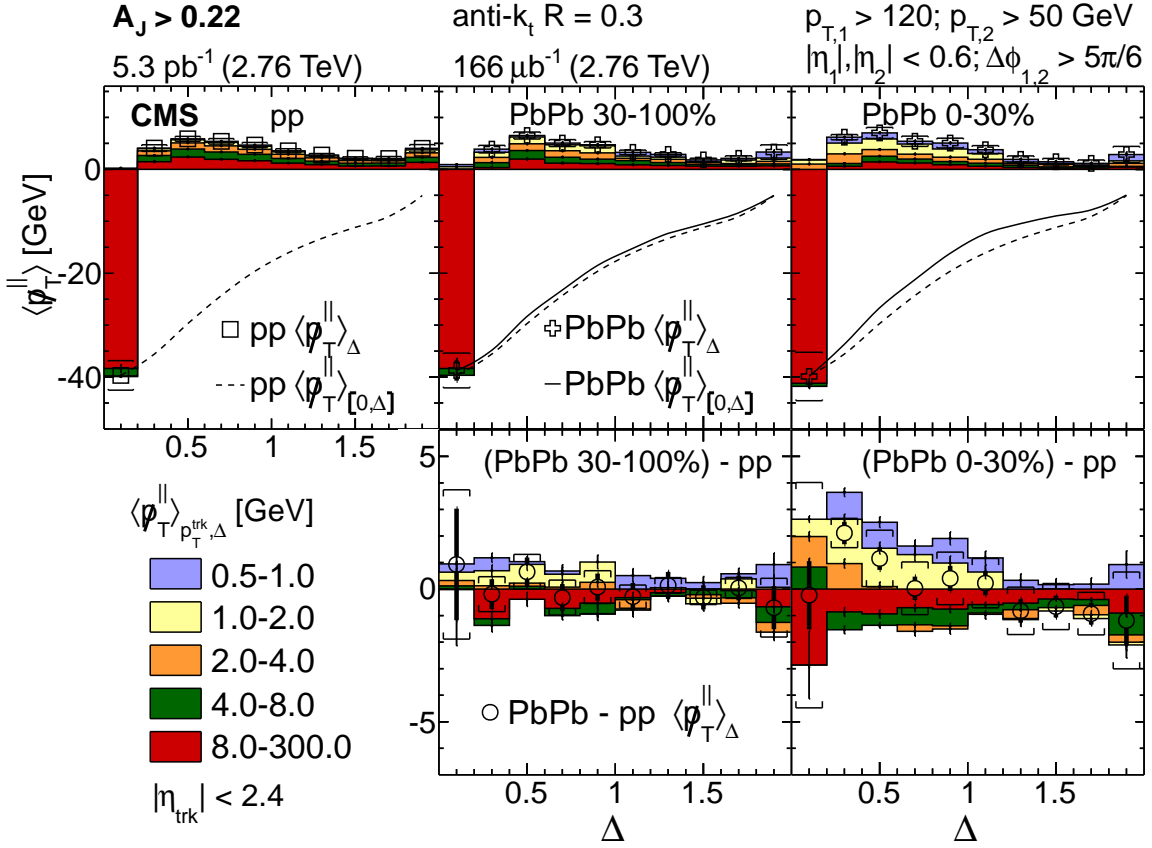 A_J > 0.22
anti-k_t R = 0.3
p_T,1 > 120; p_T,2 > 50 GeV
5.3 pb⁻¹ (2.76 TeV)
166 μb⁻¹ (2.76 TeV)
|η_1|,|η_2| < 0.6; Δϕ_1,2 > 5π/6
CMS pp
PbPb 30-100%
PbPb 0-30%
0
-20
-40
⟨p̸_T^||⟩ [GeV]
pp ⟨p̸_T^||⟩_Δ
pp ⟨p̸_T^||⟩_[0,Δ]
PbPb ⟨p̸_T^||⟩_Δ
PbPb ⟨p̸_T^||⟩_[0,Δ]
0.5 1 1.5
(PbPb 30-100%) - pp
(PbPb 0-30%) - pp
5
0
-5
⟨p̸_T^||⟩_{p_T^trk,Δ} [GeV]
0.5-1.0
1.0-2.0
2.0-4.0
4.0-8.0
8.0-300.0
|η_trk| < 2.4
PbPb - pp ⟨p̸_T^||⟩_Δ
0.5 1 1.5
0.5 1 1.5
Δ
Δ